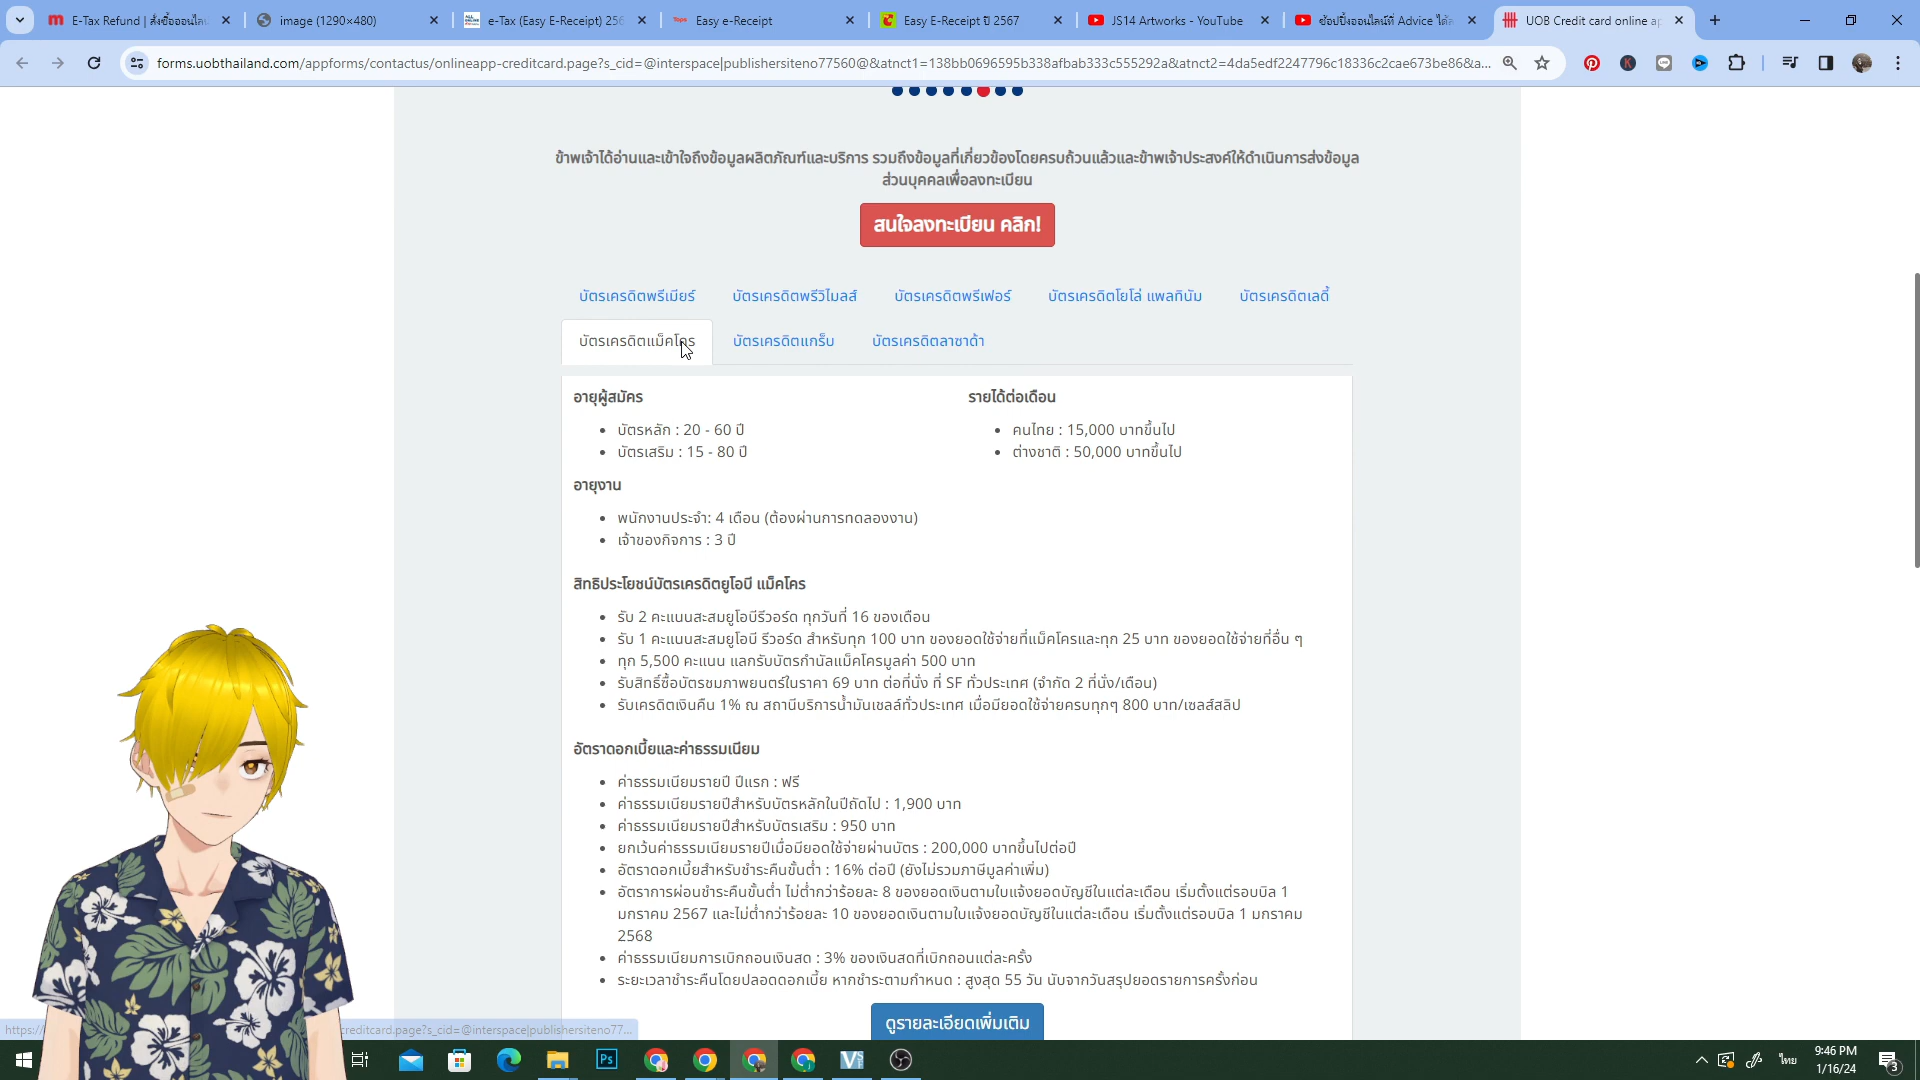 E-Tax Refund | สั่งซื้อออนไลน์
image (1290×480)
e-Tax (Easy E-Receipt) 256
Easy e-Receipt
Easy E-Receipt ปี 2567
JS14 Artworks - YouTube
ช้อปปิ้งออนไลน์ที่ Advice ได้ล
UOB Credit card online ap
forms.uobthailand.com/appforms/contactus/onlineapp-creditcard.page?s_cid=@interspace|publishersiteno77560@&atnct1=138bb0696595b338afbab333c555292a&atnct2=4da5edf2247796c18336c2cae673be86&a...
ข้าพเจ้าได้อ่านและเข้าใจถึงข้อมูลผลิตภัณฑ์และบริการ รวมถึงข้อมูลที่เกี่ยวข้องโดยครบถ้วนแล้วและข้าพเจ้าประสงค์ให้ดำเนินการส่งข้อมูล
ส่วนบุคคลเพื่อลงทะเบียน
สนใจลงทะเบียน คลิก!
บัตรเครดิตพรีเมียร์ บัตรเครดิตพรีวิไมลส์ บัตรเครดิตพรีเฟอร์ บัตรเครดิตโยโล่ แพลทินัม บัตรเครดิตเลดี้
บัตรเครดิตแม็คโคร บัตรเครดิตแกร็บ บัตรเครดิตลาซาด้า
อายุผู้สมัคร
บัตรหลัก : 20 - 60 ปี
บัตรเสริม : 15 - 80 ปี
รายได้ต่อเดือน
คนไทย : 15,000 บาทขึ้นไป
ต่างชาติ : 50,000 บาทขึ้นไป
อายุงาน
พนักงานประจำ: 4 เดือน (ต้องผ่านการทดลองงาน)
เจ้าของกิจการ : 3 ปี
สิทธิประโยชน์บัตรเครดิตยูโอบี แม็คโคร
รับ 2 คะแนนสะสมยูโอบีรีวอร์ด ทุกวันที่ 16 ของเดือน
รับ 1 คะแนนสะสมยูโอบี รีวอร์ด สำหรับทุก 100 บาท ของยอดใช้จ่ายที่แม็คโครและทุก 25 บาท ของยอดใช้จ่ายที่อื่น ๆ
ทุก 5,500 คะแนน แลกรับบัตรกำนัลแม็คโครมูลค่า 500 บาท
รับสิทธิ์ซื้อบัตรชมภาพยนตร์ในราคา 69 บาท ต่อที่นั่ง ที่ SF ทั่วประเทศ (จำกัด 2 ที่นั่ง/เดือน)
รับเครดิตเงินคืน 1% ณ สถานีบริการน้ำมันเชลล์ทั่วประเทศ เมื่อมียอดใช้จ่ายครบทุกๆ 800 บาท/เซลส์สลิป
อัตราดอกเบี้ยและค่าธรรมเนียม
ค่าธรรมเนียมรายปี ปีแรก : ฟรี
ค่าธรรมเนียมรายปีสำหรับบัตรหลักในปีถัดไป : 1,900 บาท
ค่าธรรมเนียมรายปีสำหรับบัตรเสริม : 950 บาท
ยกเว้นค่าธรรมเนียมรายปีเมื่อมียอดใช้จ่ายผ่านบัตร : 200,000 บาทขึ้นไปต่อปี
อัตราดอกเบี้ยสำหรับชำระคืนขั้นต่ำ : 16% ต่อปี (ยังไม่รวมภาษีมูลค่าเพิ่ม)
อัตราการผ่อนชำระคืนขั้นต่ำ ไม่ต่ำกว่าร้อยละ 8 ของยอดเงินตามใบแจ้งยอดบัญชีในแต่ละเดือน เริ่มตั้งแต่รอบบิล 1
มกราคม 2567 และไม่ต่ำกว่าร้อยละ 10 ของยอดเงินตามใบแจ้งยอดบัญชีในแต่ละเดือน เริ่มตั้งแต่รอบบิล 1 มกราคม
2568
ค่าธรรมเนียมการเบิกถอนเงินสด : 3% ของเงินสดที่เบิกถอนแต่ละครั้ง
ระยะเวลาชำระคืนโดยปลอดดอกเบี้ย หากชำระตามกำหนด : สูงสุด 55 วัน นับจากวันสรุปยอดรายการครั้งก่อน
ดูรายละเอียดเพิ่มเติม
https:// creditcard.page?s_cid=@interspace|publishersiteno77...
Ps
ไทย
9:46 PM
1/16/24
3